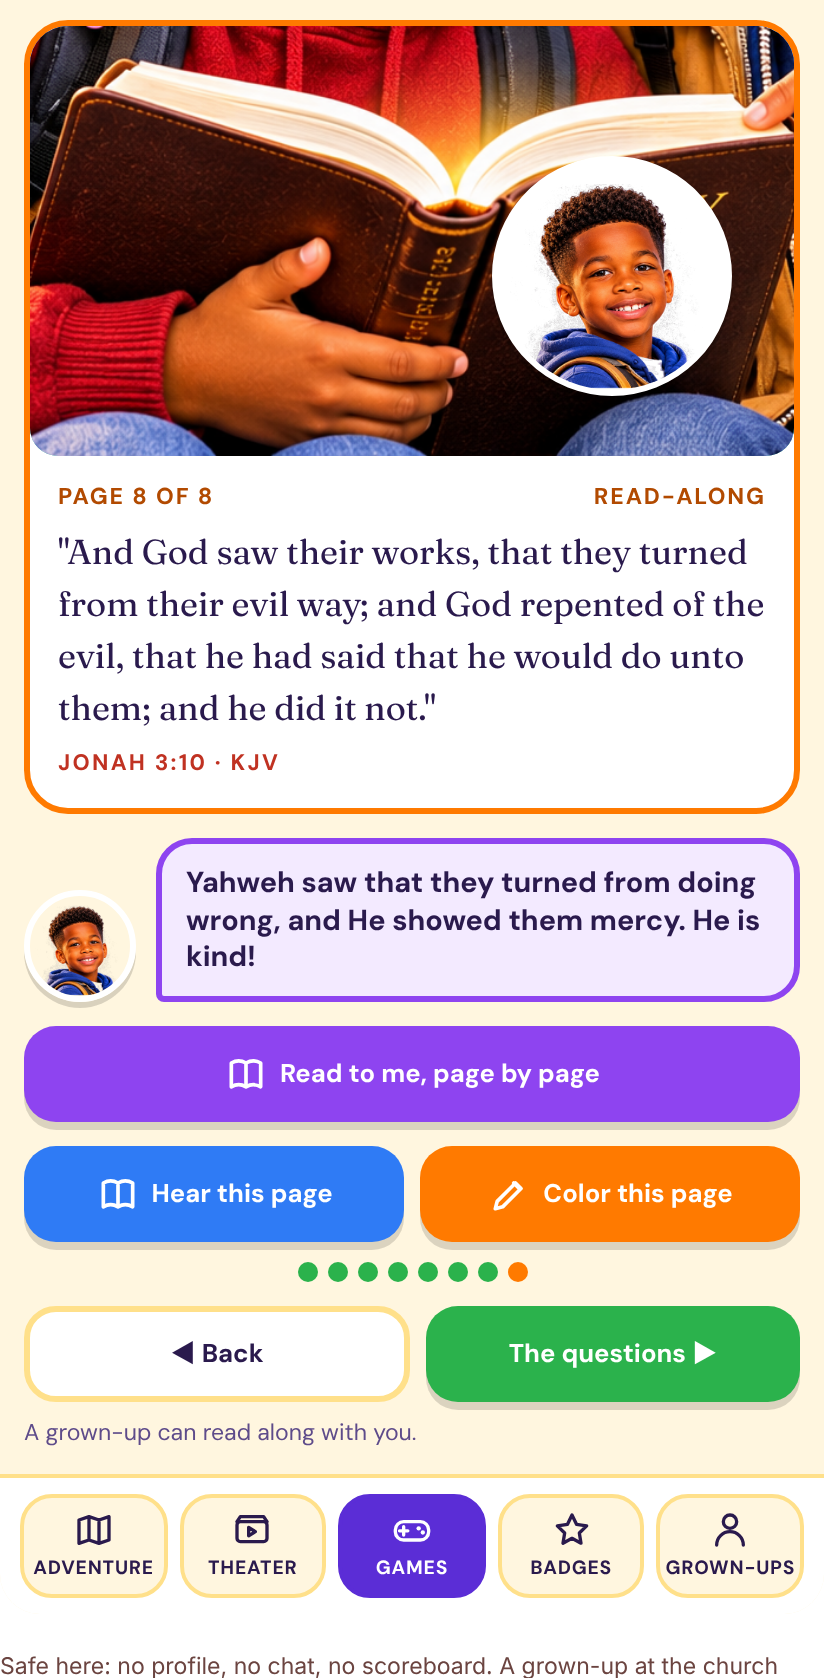 PAGE 8 OF 8 READ-ALONG
"And God saw their works, that they turned
from their evil way; and God repented of the
evil, that he had said that he would do unto
them; and he did it not."
JONAH 3:10 · KJV
Yahweh saw that they turned from doing
wrong, and He showed them mercy. He is
kind!
Read to me, page by page
Hear this page
Color this page
◀ Back
The questions ▶
A grown-up can read along with you.
ADVENTURE
THEATER
GAMES
BADGES
GROWN-UPS
Safe here: no profile, no chat, no scoreboard. A grown-up at the church